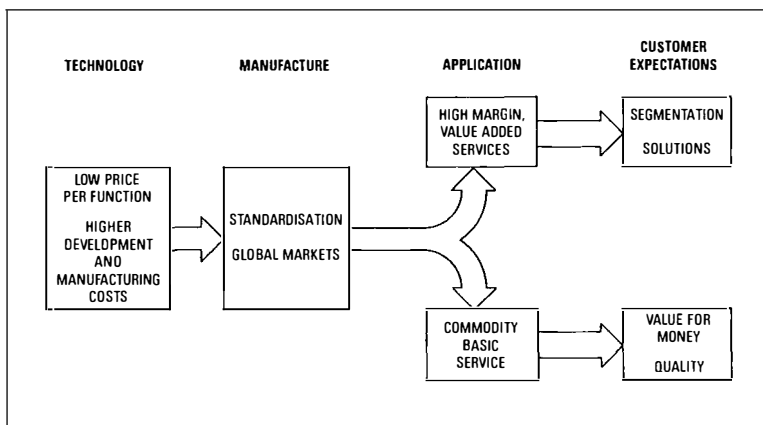 TECHNOLOGY
MANUFACTURE
APPLICATION
CUSTOMER
EXPECTATIONS
LOW PRICE
PER FUNCTION
HIGHER
DEVELOPMENT
AND
MANUFACTURING
COSTS
STANDARDISATION
GLOBAL MARKETS
HIGH MARGIN,
VALUE ADDED
SERVICES
SEGMENTATION
SOLUTIONS
COMMODITY
BASIC
SERVICE
VALUE FOR
MONEY
QUALITY